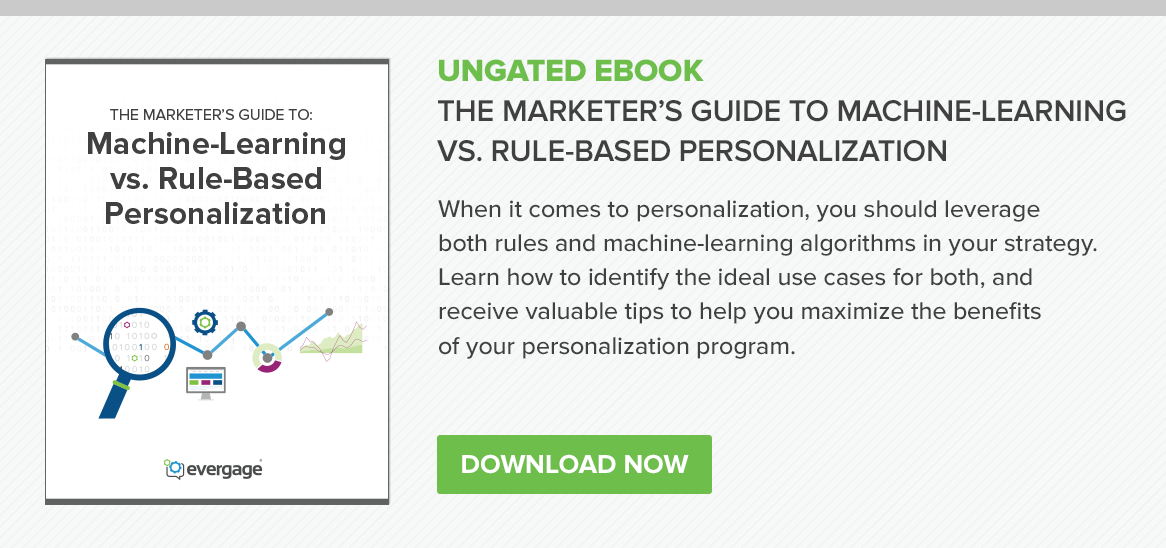 THE MARKETER'S GUIDE TO:
Machine-Learning
vs. Rule-Based
Personalization
evergage
UNGATED EBOOK
THE MARKETER'S GUIDE TO MACHINE-LEARNING
VS. RULE-BASED PERSONALIZATION
When it comes to personalization, you should leverage
both rules and machine-learning algorithms in your strategy.
Learn how to identify the ideal use cases for both, and
receive valuable tips to help you maximize the benefits
of your personalization program.
DOWNLOAD NOW